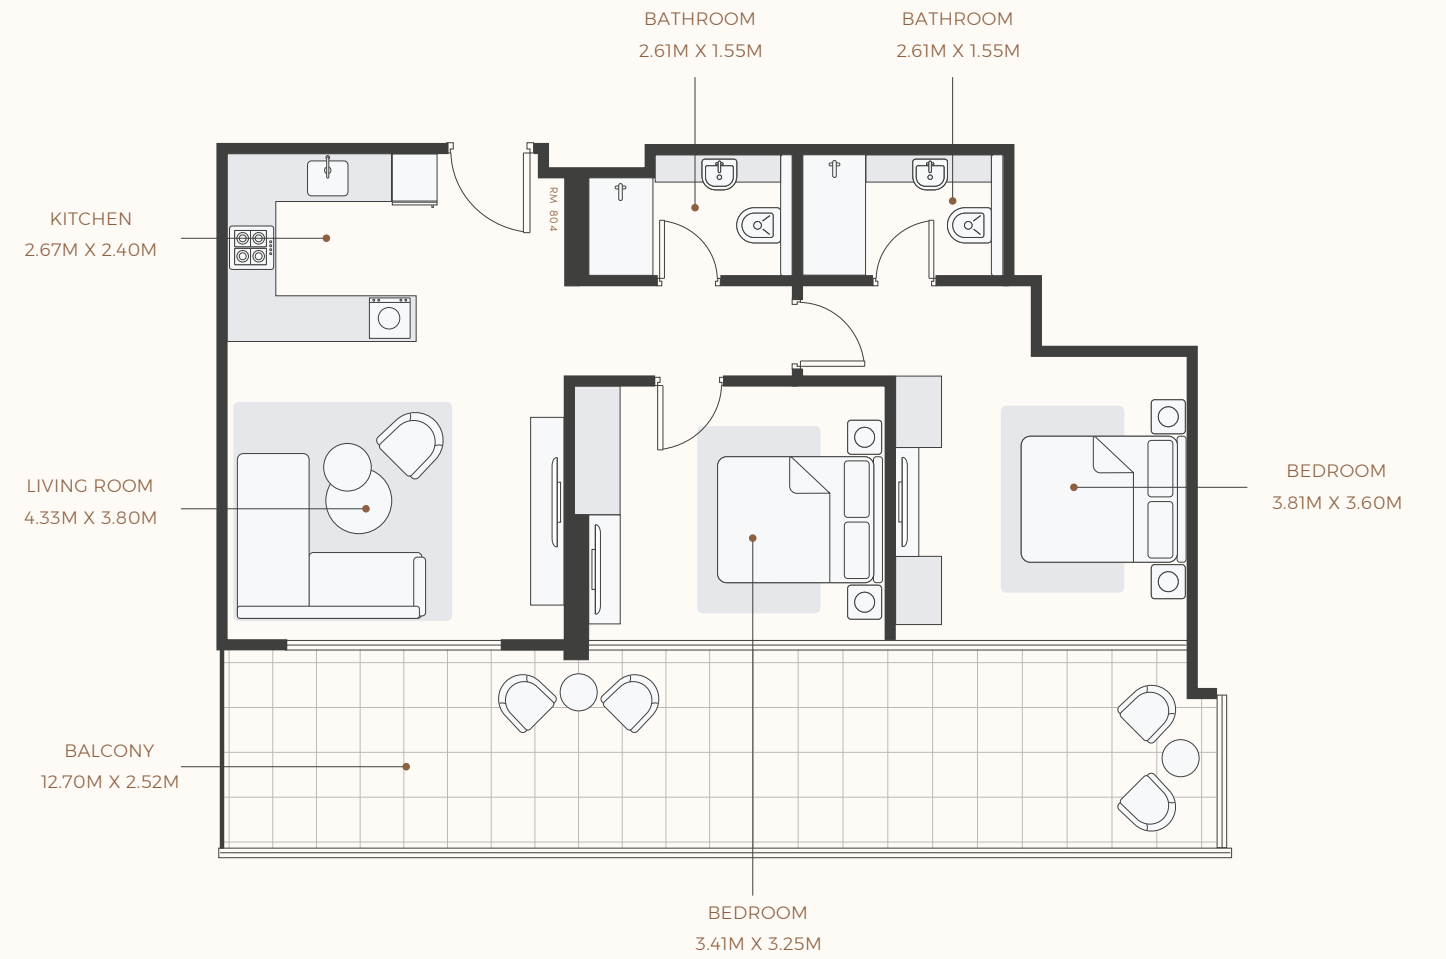 BATHROOM
2.61M X 1.55M
BATHROOM
2.61M X 1.55M
KITCHEN
2.67M X 2.40M
RM 804
LIVING ROOM
4.33M X 3.80M
BEDROOM
3.81M X 3.60M
BALCONY
12.70M X 2.52M
BEDROOM
3.41M X 3.25M